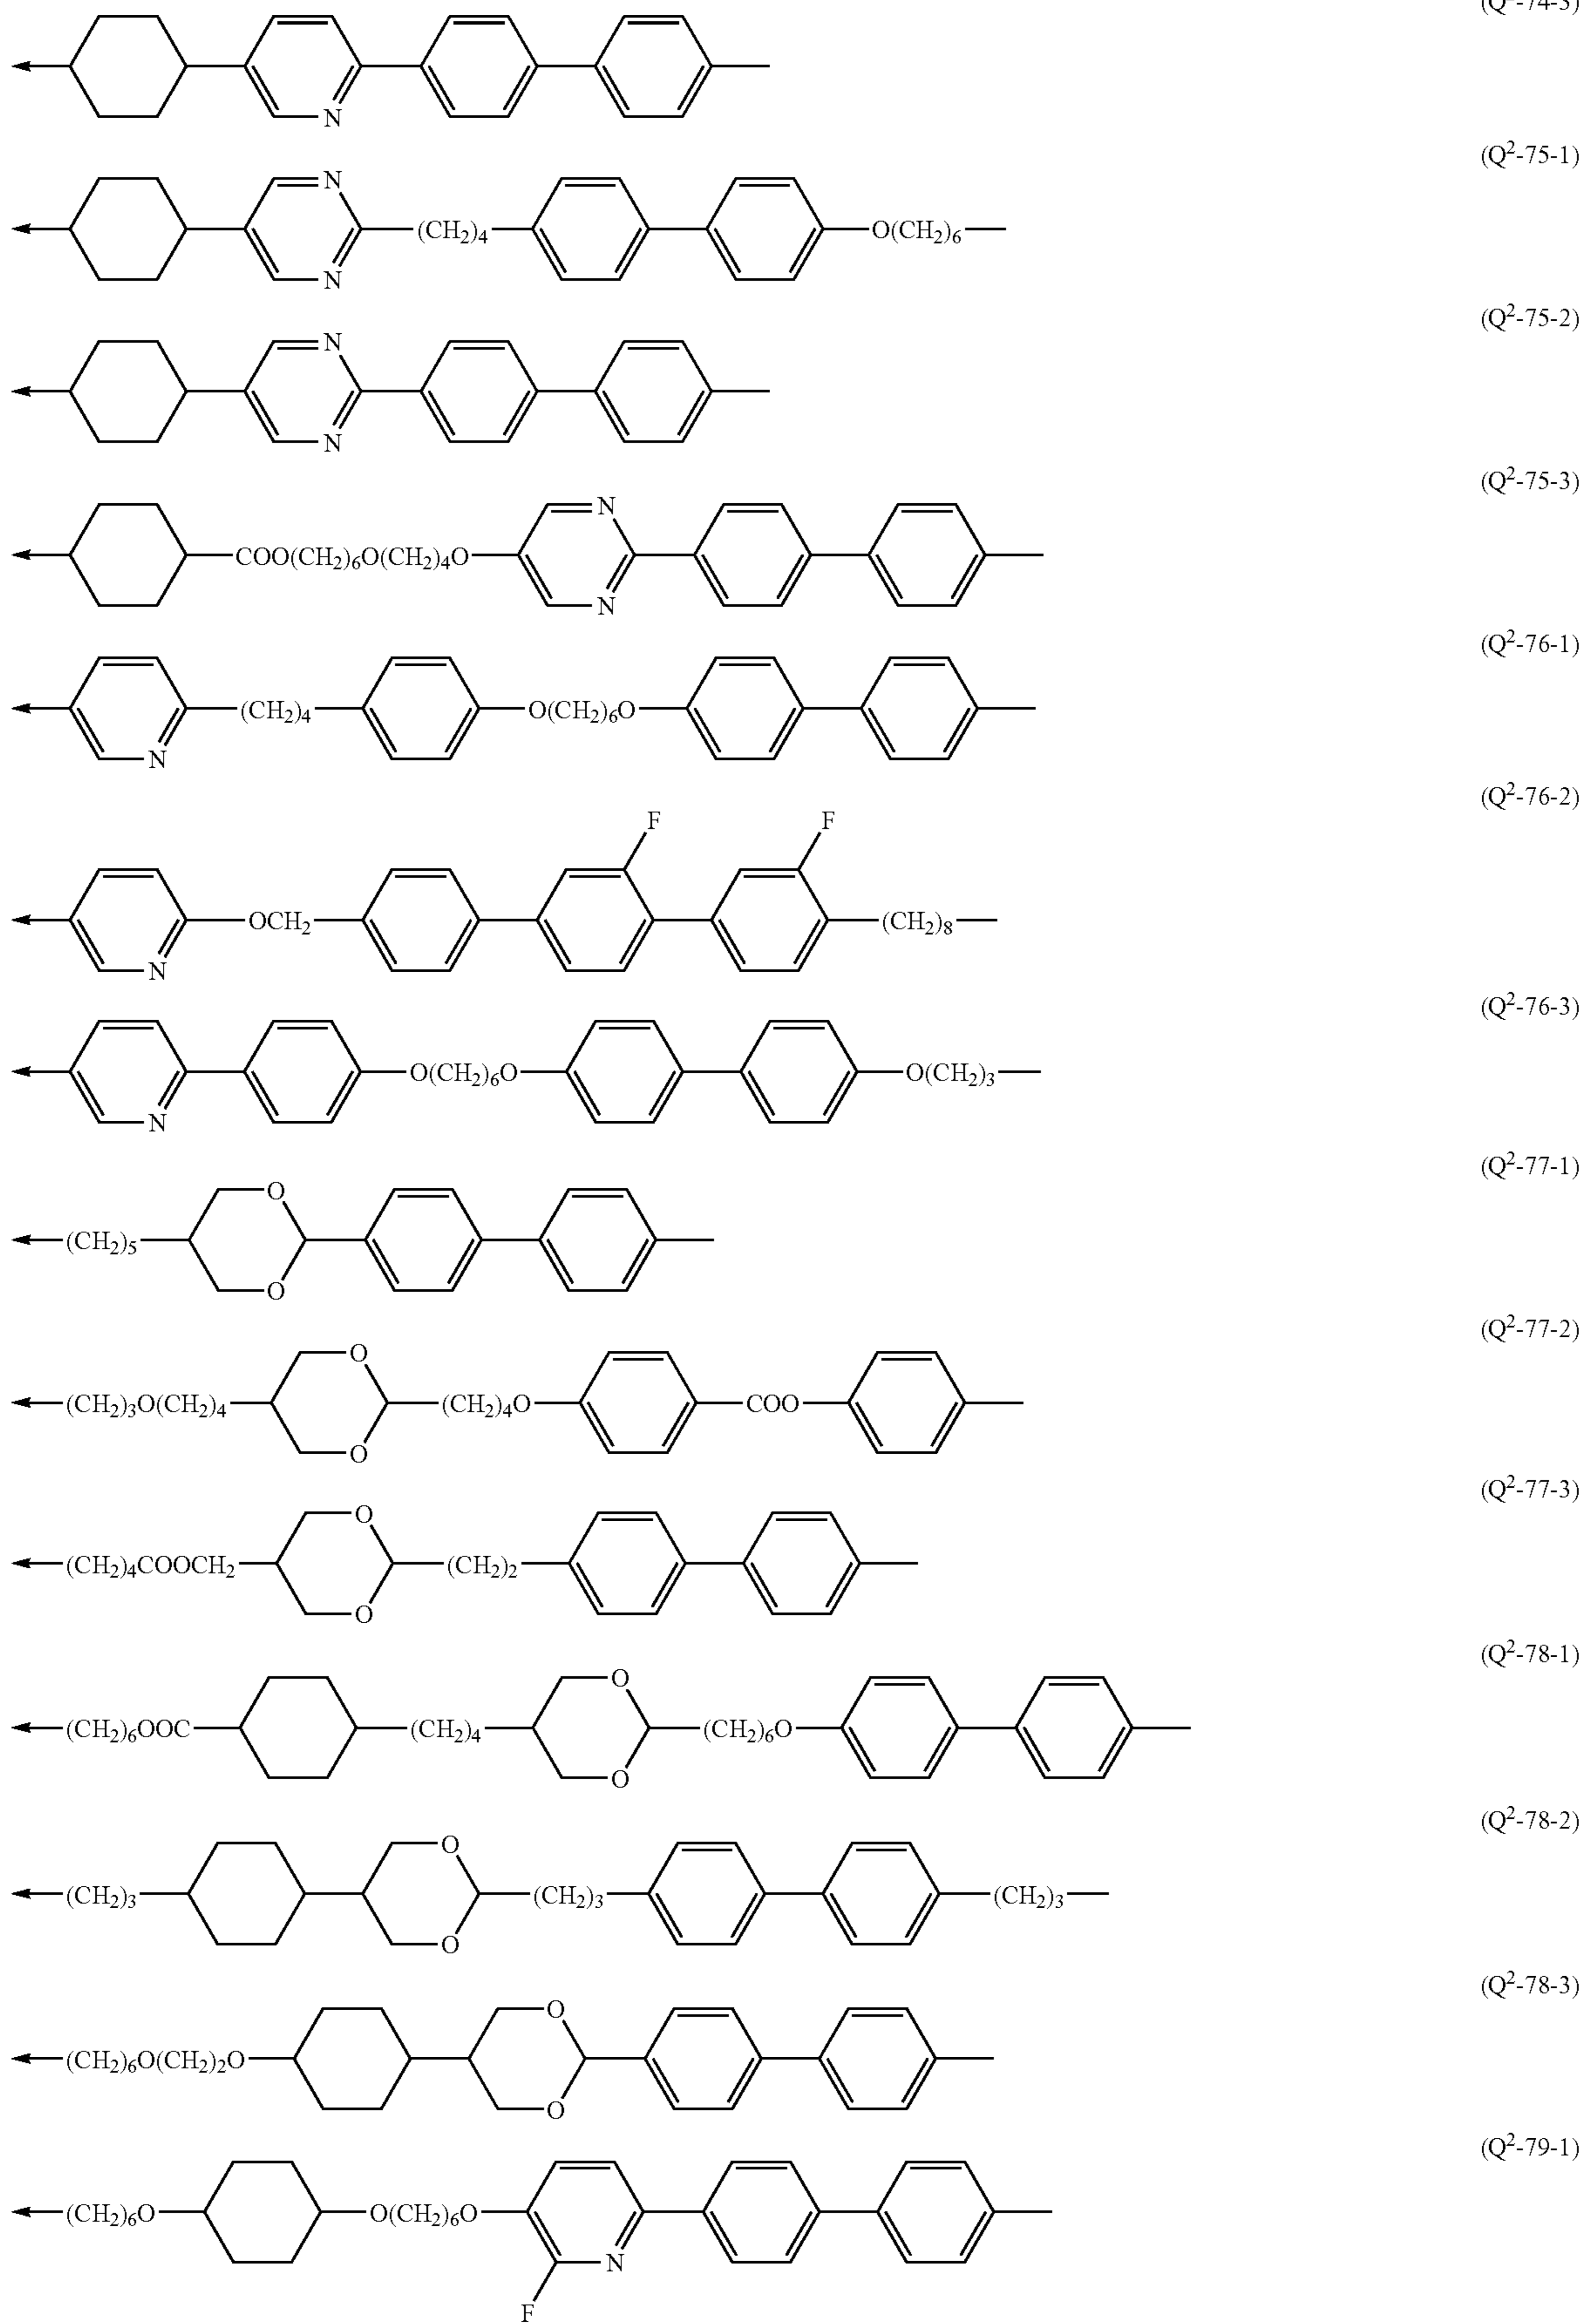 (Q²-74-3)
N
(Q²-75-1)
N
(CH₂)₄ O(CH₂)₆
N
(Q²-75-2)
N
N
(Q²-75-3)
N
COO(CH₂)₆O(CH₂)₄O
N
(Q²-76-1)
(CH₂)₄ O(CH₂)₆O
N
(Q²-76-2)
F F
OCH₂ (CH₂)₈
N
(Q²-76-3)
O(CH₂)₆O O(CH₂)₃
N
(Q²-77-1)
O
(CH₂)₅
O
(Q²-77-2)
O
(CH₂)₃O(CH₂)₄ (CH₂)₄O COO
O
(Q²-77-3)
O
(CH₂)₄COOCH₂ (CH₂)₂
O
(Q²-78-1)
O
(CH₂)₆OOC (CH₂)₄ (CH₂)₆O
O
(Q²-78-2)
O
(CH₂)₃ (CH₂)₃ (CH₂)₃
O
(Q²-78-3)
O
(CH₂)₆O(CH₂)₂O
O
(Q²-79-1)
(CH₂)₆O O(CH₂)₆O
N
F